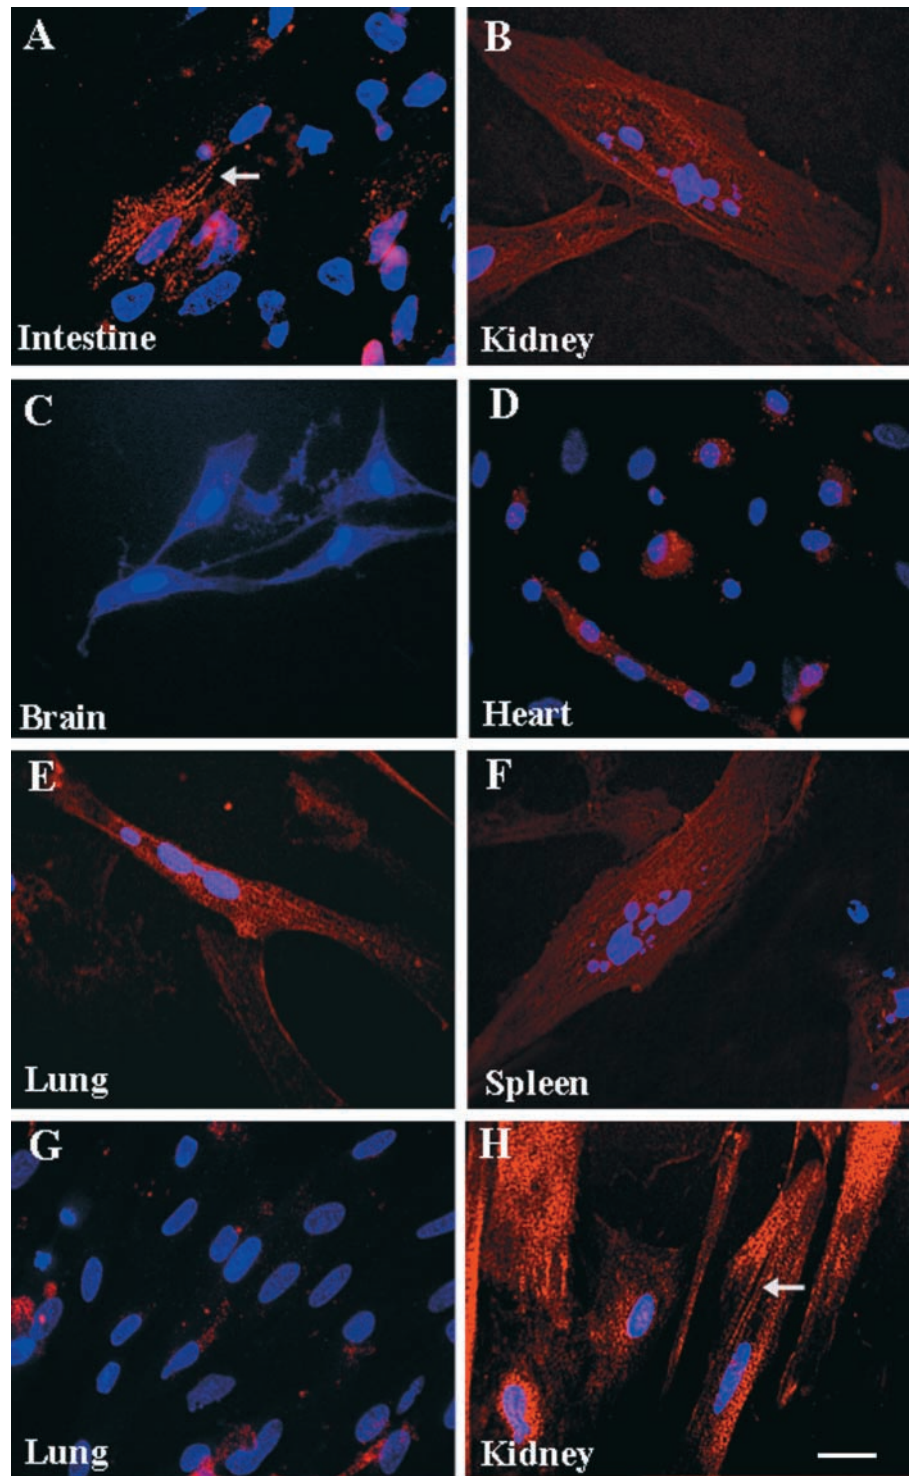 A
Intestine
B
Kidney
C
Brain
D
Heart
E
Lung
F
Spleen
G
Lung
H
Kidney